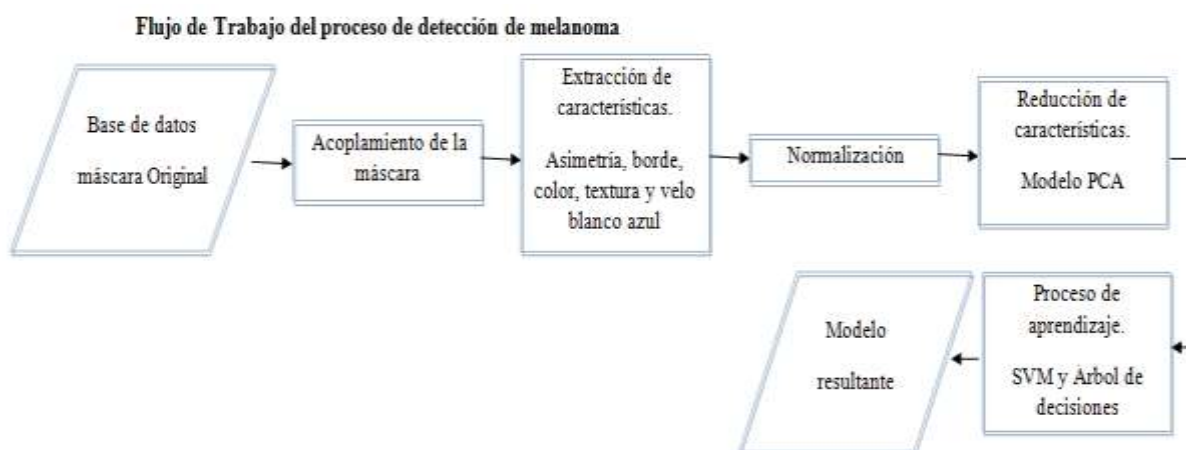 Flujo de Trabajo del proceso de detección de melanoma
Base de datos
máscara Original
Acoplamiento de la
máscara
Extracción de
características.
Asimetría, borde,
color, textura y velo
blanco azul
Normalización
Reducción de
características.
Modelo PCA
Proceso de
aprendizaje.
SVM y Árbol de
decisiones
Modelo
resultante